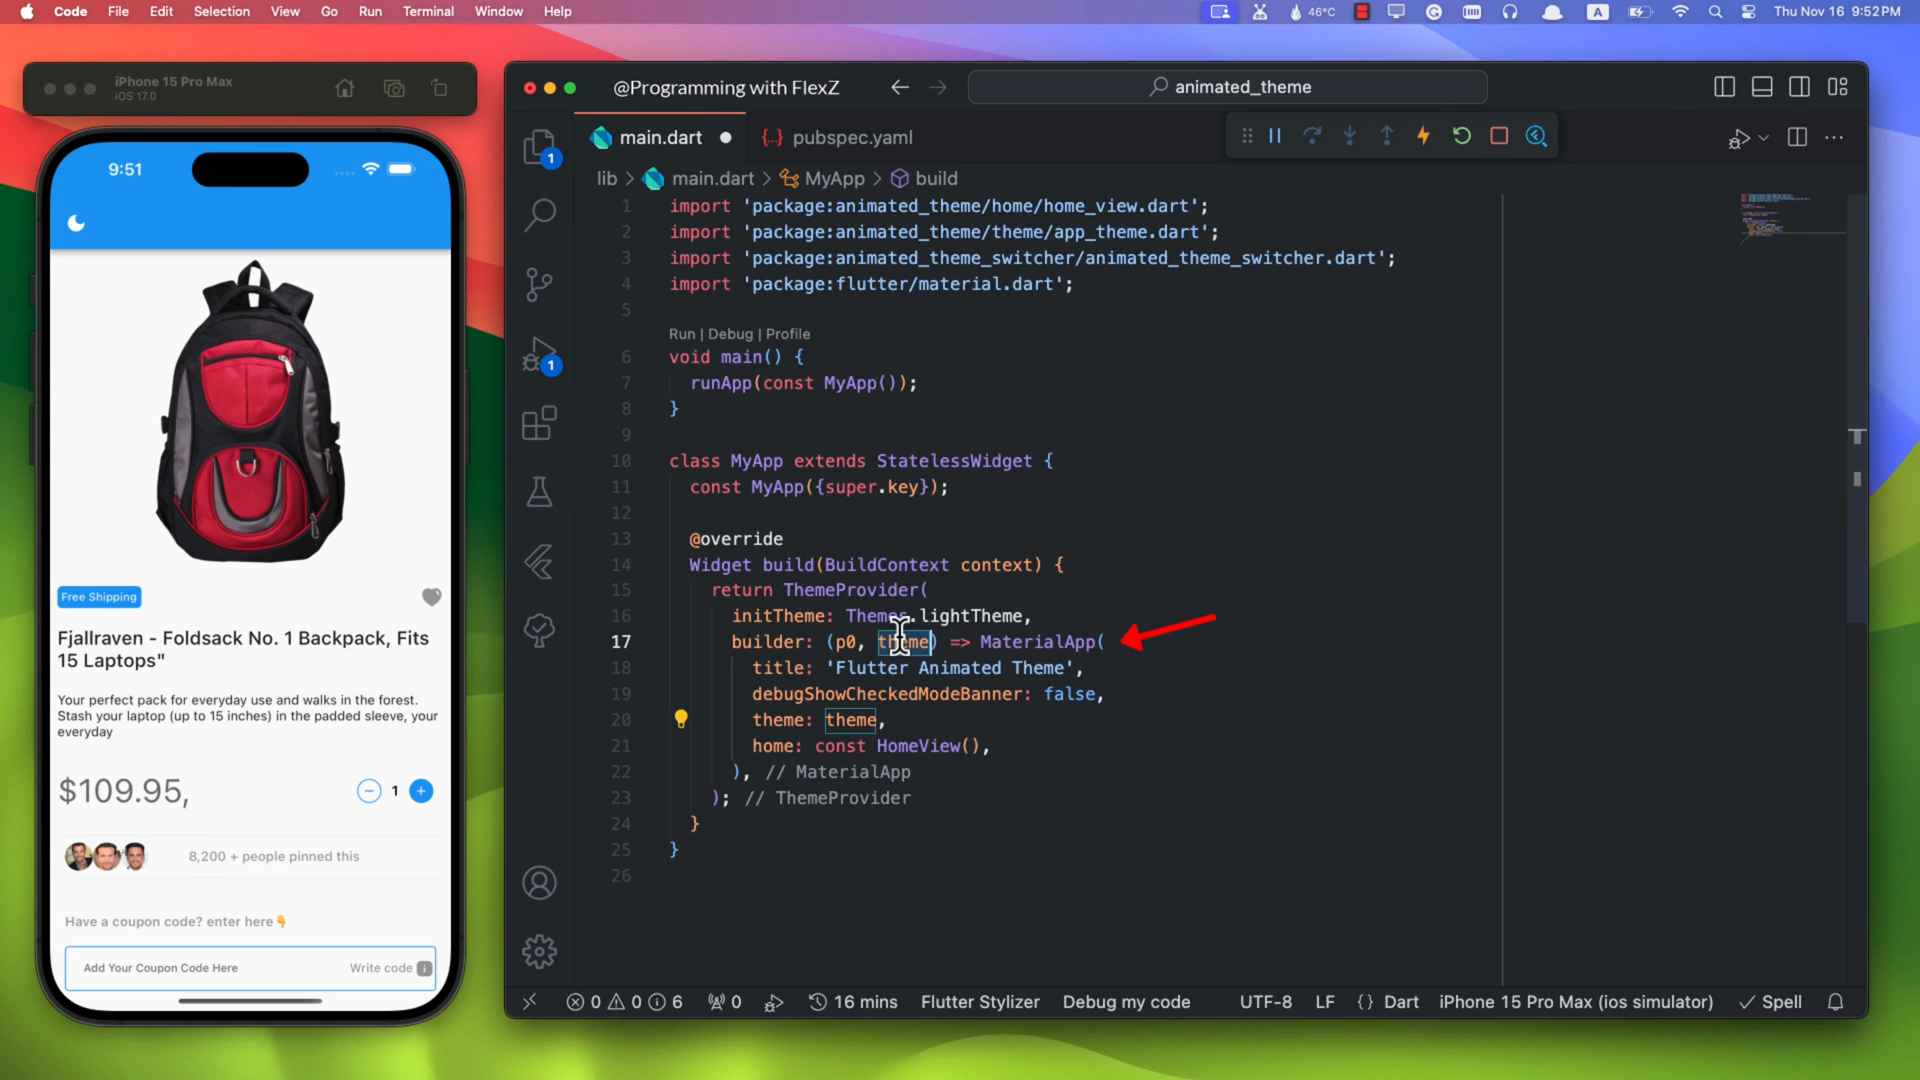 Code File Edit Selection View Go Run Terminal Window Help
46°C
A
Thu Nov 16 9:52 PM
iPhone 15 Pro Max
iOS 17.0
9:51
Free Shipping
Fjallraven - Foldsack No. 1 Backpack, Fits
15 Laptops"
Your perfect pack for everyday use and walks in the forest.
Stash your laptop (up to 15 inches) in the padded sleeve, your
everyday
$109.95,
1
8,200 + people pinned this
Have a coupon code? enter here👇
Add Your Coupon Code Here Write code
@Programming with FlexZ
animated_theme
main.dart
{..} pubspec.yaml
lib > main.dart > MyApp > build
1
1
1 import 'package:animated_theme/home/home_view.dart';
2 import 'package:animated_theme/theme/app_theme.dart';
3 import 'package:animated_theme_switcher/animated_theme_switcher.dart';
4 import 'package:flutter/material.dart';
5
Run | Debug | Profile
6 void main() {
7 runApp(const MyApp());
8 }
9
10 class MyApp extends StatelessWidget {
11 const MyApp({super.key});
12
13 @override
14 Widget build(BuildContext context) {
15 return ThemeProvider(
16 initTheme: Themes.lightTheme,
17 builder: (p0, theme) => MaterialApp(
18 title: 'Flutter Animated Theme',
19 debugShowCheckedModeBanner: false,
20 theme: theme,
21 home: const HomeView(),
22 ), // MaterialApp
23 ); // ThemeProvider
24 }
25 }
26
0 0 6 0 16 mins Flutter Stylizer Debug my code UTF-8 LF {} Dart iPhone 15 Pro Max (ios simulator) Spell